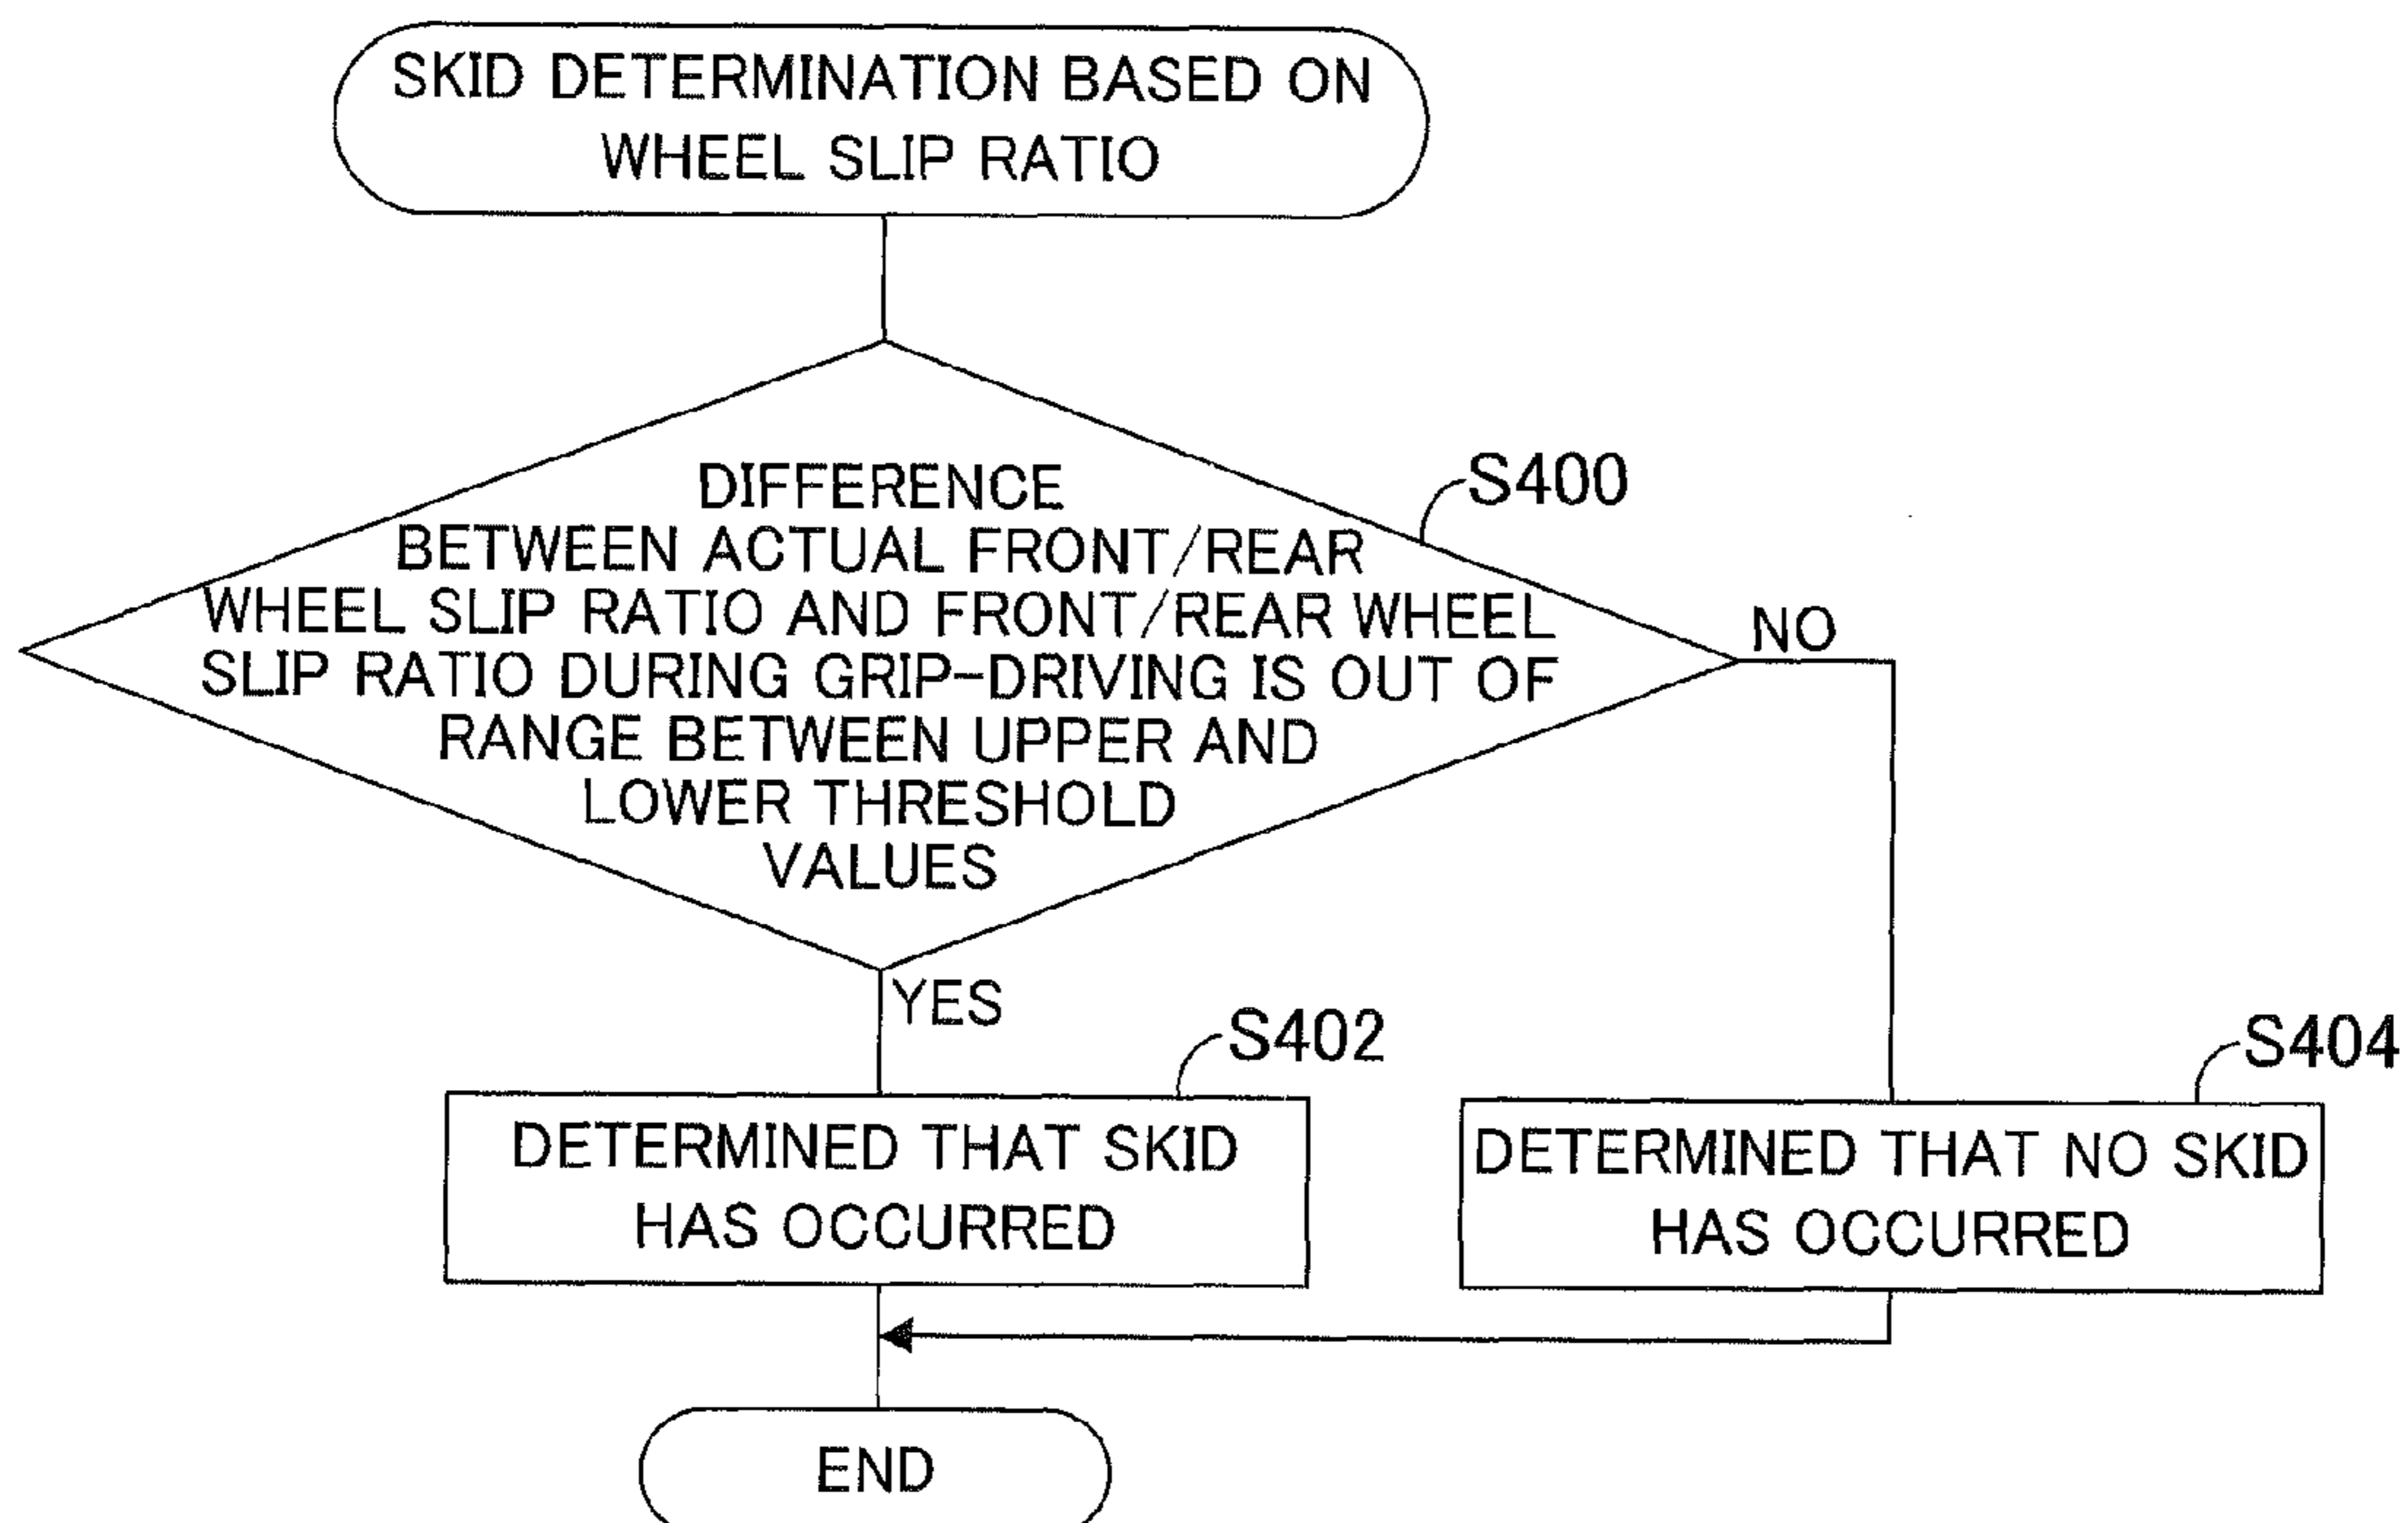 SKID DETERMINATION BASED ON
WHEEL SLIP RATIO
DIFFERENCE
BETWEEN ACTUAL FRONT/REAR
WHEEL SLIP RATIO AND FRONT/REAR WHEEL
SLIP RATIO DURING GRIP-DRIVING IS OUT OF
RANGE BETWEEN UPPER AND
LOWER THRESHOLD
VALUES
S400
NO
YES
S402
DETERMINED THAT SKID
HAS OCCURRED
S404
DETERMINED THAT NO SKID
HAS OCCURRED
END